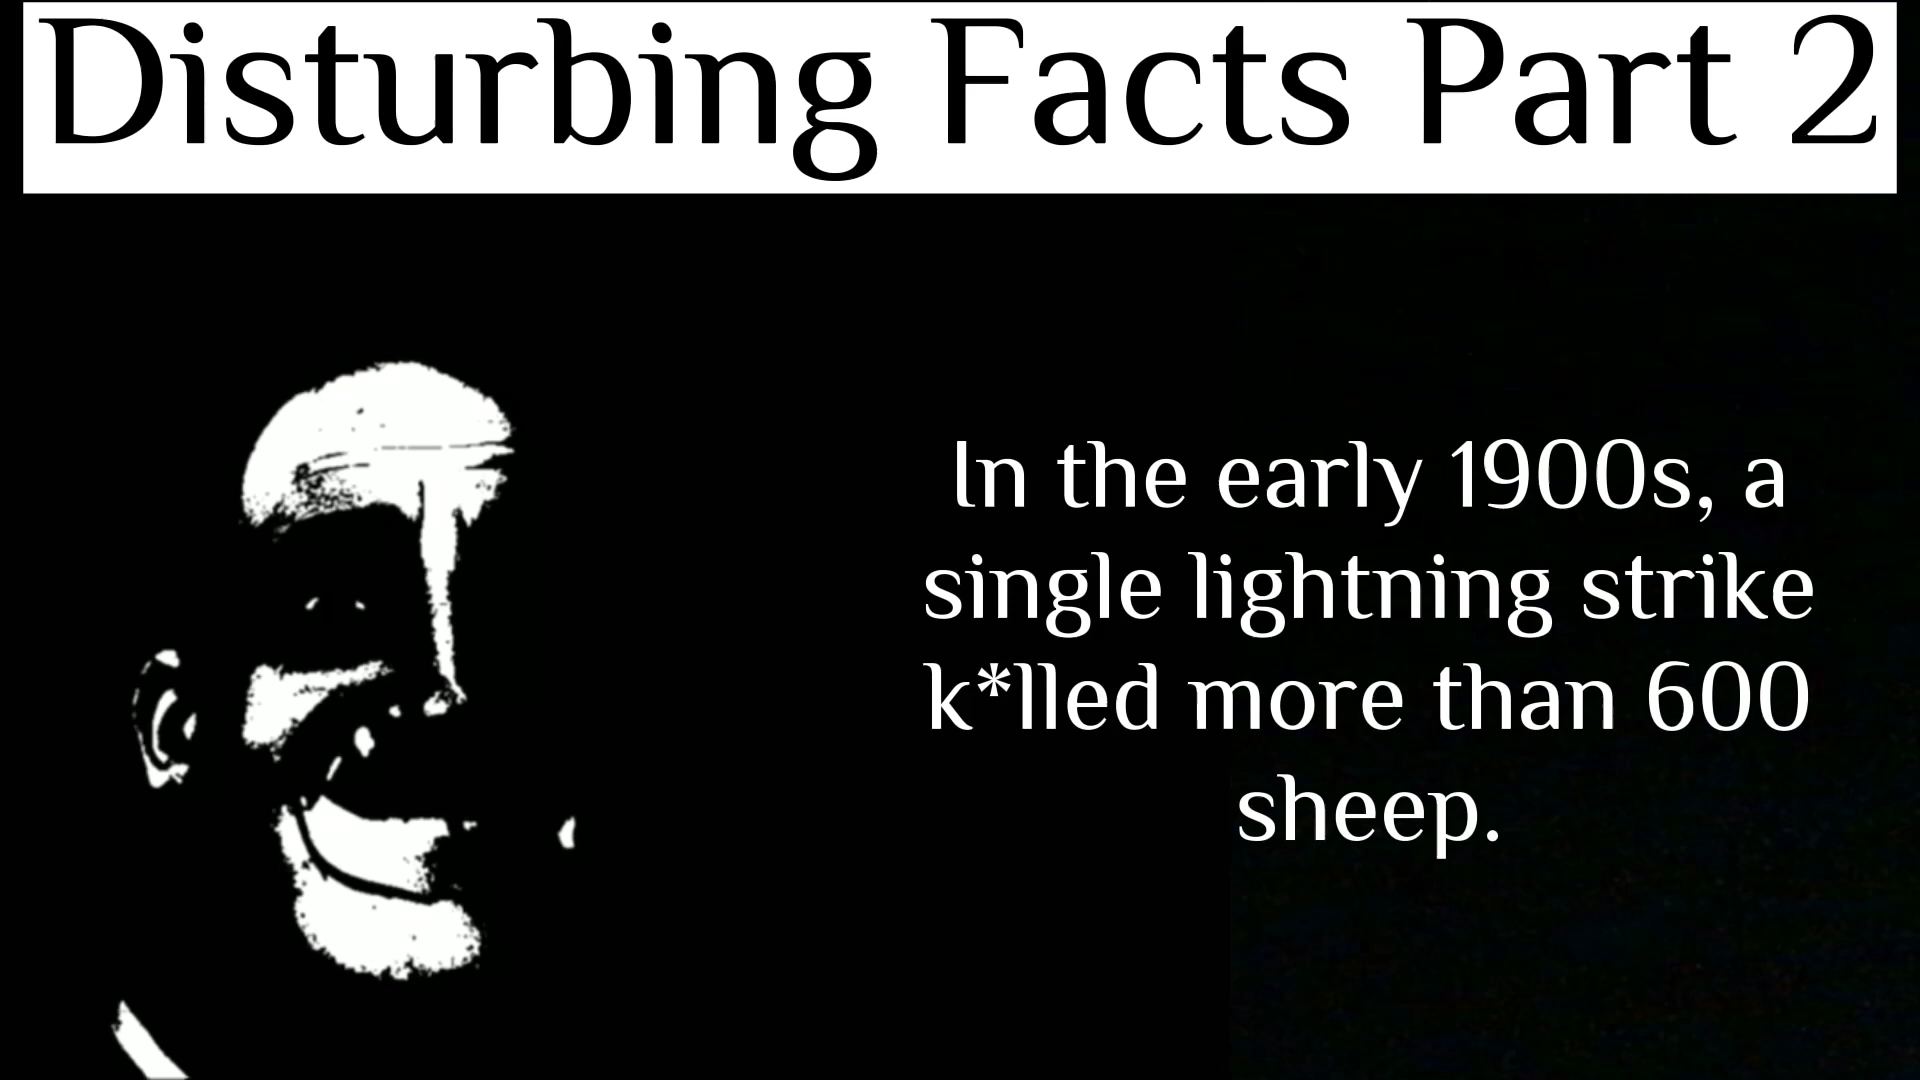 Disturbing Facts Part 2
In the early 1900s, a
single lightning strike
k*lled more than 600
sheep.